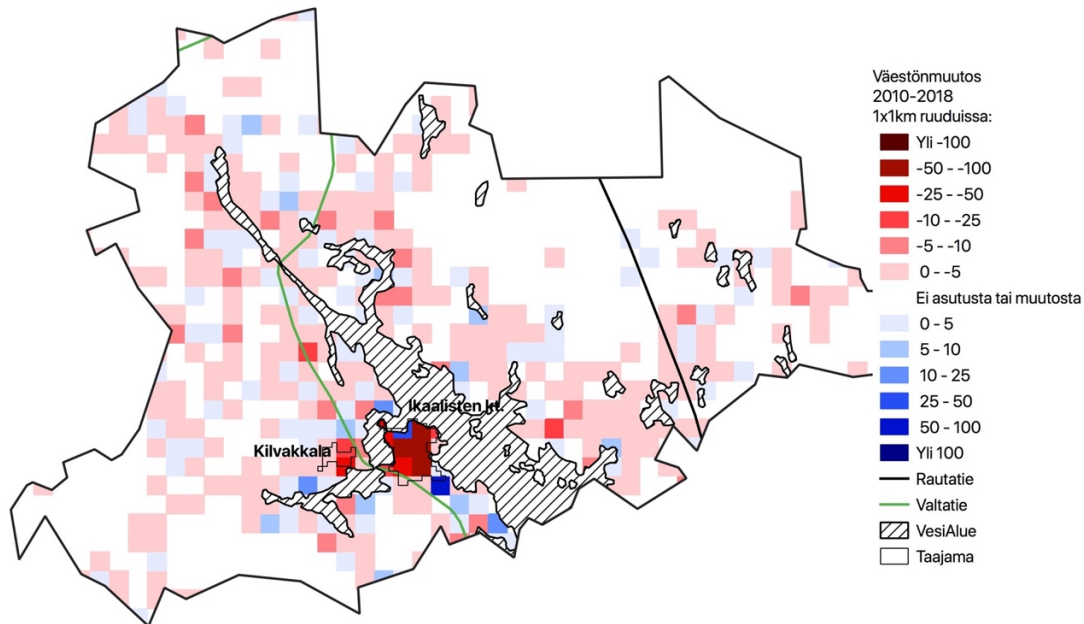 Väestönmuutos
2010-2018
1x1km ruuduissa:
Yli -100
-50 - -100
-25 - -50
-10 - -25
-5 - -10
0 - -5
Ei asutusta tai muutosta
0 - 5
5 - 10
10 - 25
25 - 50
50 - 100
Yli 100
Rautatie
Valtatie
VesiAlue
Taajama
Ikaalisten kt.
Kilvakkala